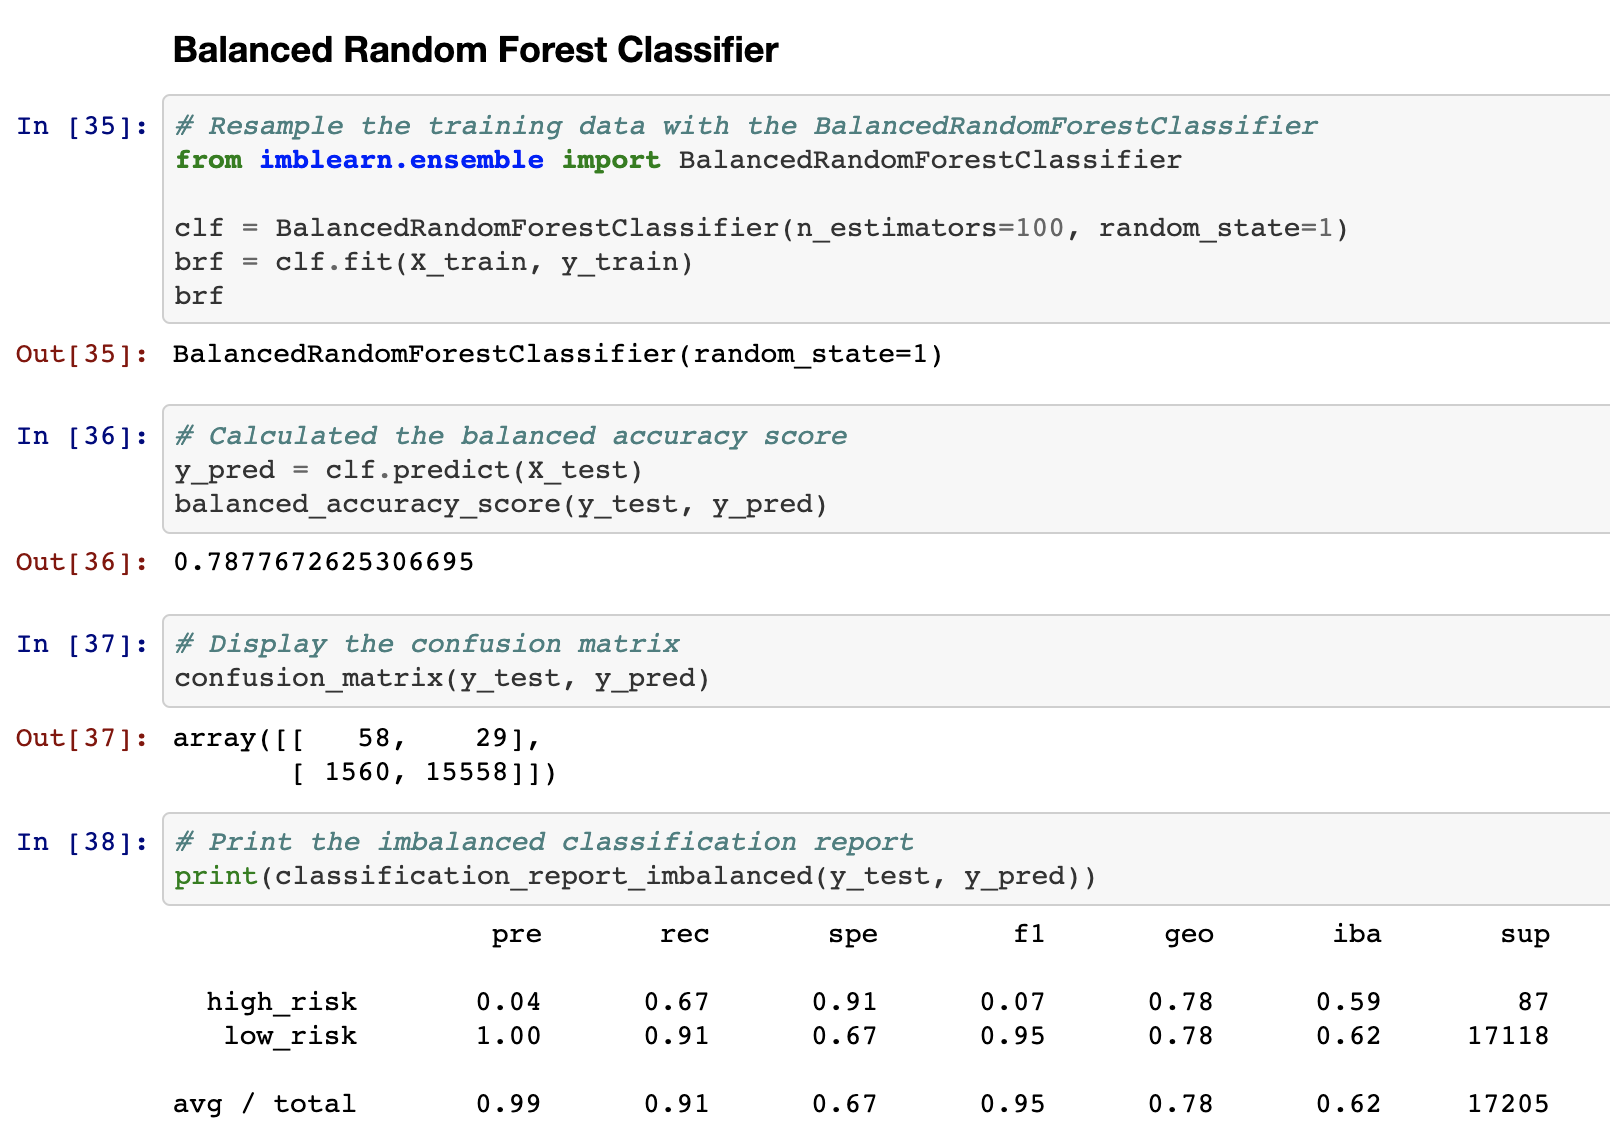 Balanced Random Forest Classifier
In [35]: # Resample the training data with the BalancedRandomForestClassifier
from imblearn.ensemble import BalancedRandomForestClassifier
clf = BalancedRandomForestClassifier(n_estimators=100, random_state=1)
brf = clf.fit(X_train, y_train)
brf
Out[35]: BalancedRandomForestClassifier(random_state=1)
In [36]: # Calculated the balanced accuracy score
y_pred = clf.predict(X_test)
balanced_accuracy_score(y_test, y_pred)
Out[36]: 0.7877672625306695
In [37]: # Display the confusion matrix
confusion_matrix(y_test, y_pred)
Out[37]: array([[   58,    29],
       [ 1560, 15558]])
In [38]: # Print the imbalanced classification report
print(classification_report_imbalanced(y_test, y_pred))
pre rec spe f1 geo iba sup
high_risk 0.04 0.67 0.91 0.07 0.78 0.59 87
low_risk 1.00 0.91 0.67 0.95 0.78 0.62 17118
avg / total 0.99 0.91 0.67 0.95 0.78 0.62 17205